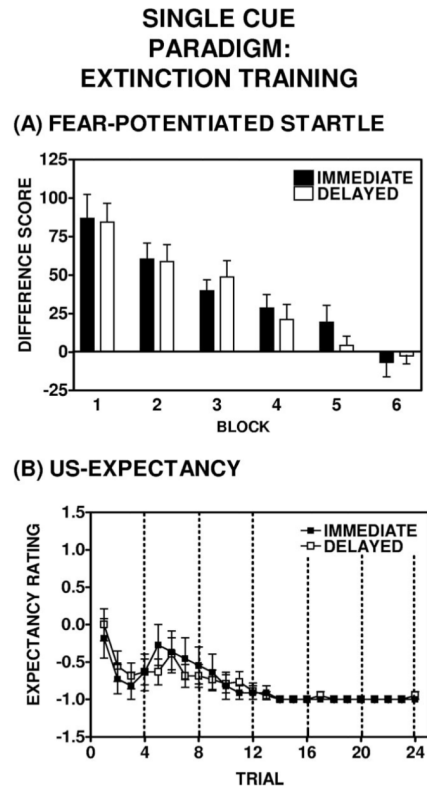 SINGLE CUE
PARADIGM:
EXTINCTION TRAINING
(A) FEAR-POTENTIATED STARTLE
125
100
75
50
25
0
-25
DIFFERENCE SCORE
IMMEDIATE
DELAYED
1 2 3 4 5 6
BLOCK
(B) US-EXPECTANCY
1.5
1.0
0.5
0.0
-0.5
-1.0
-1.5
EXPECTANCY RATING
IMMEDIATE
DELAYED
0 4 8 12 16 20 24
TRIAL